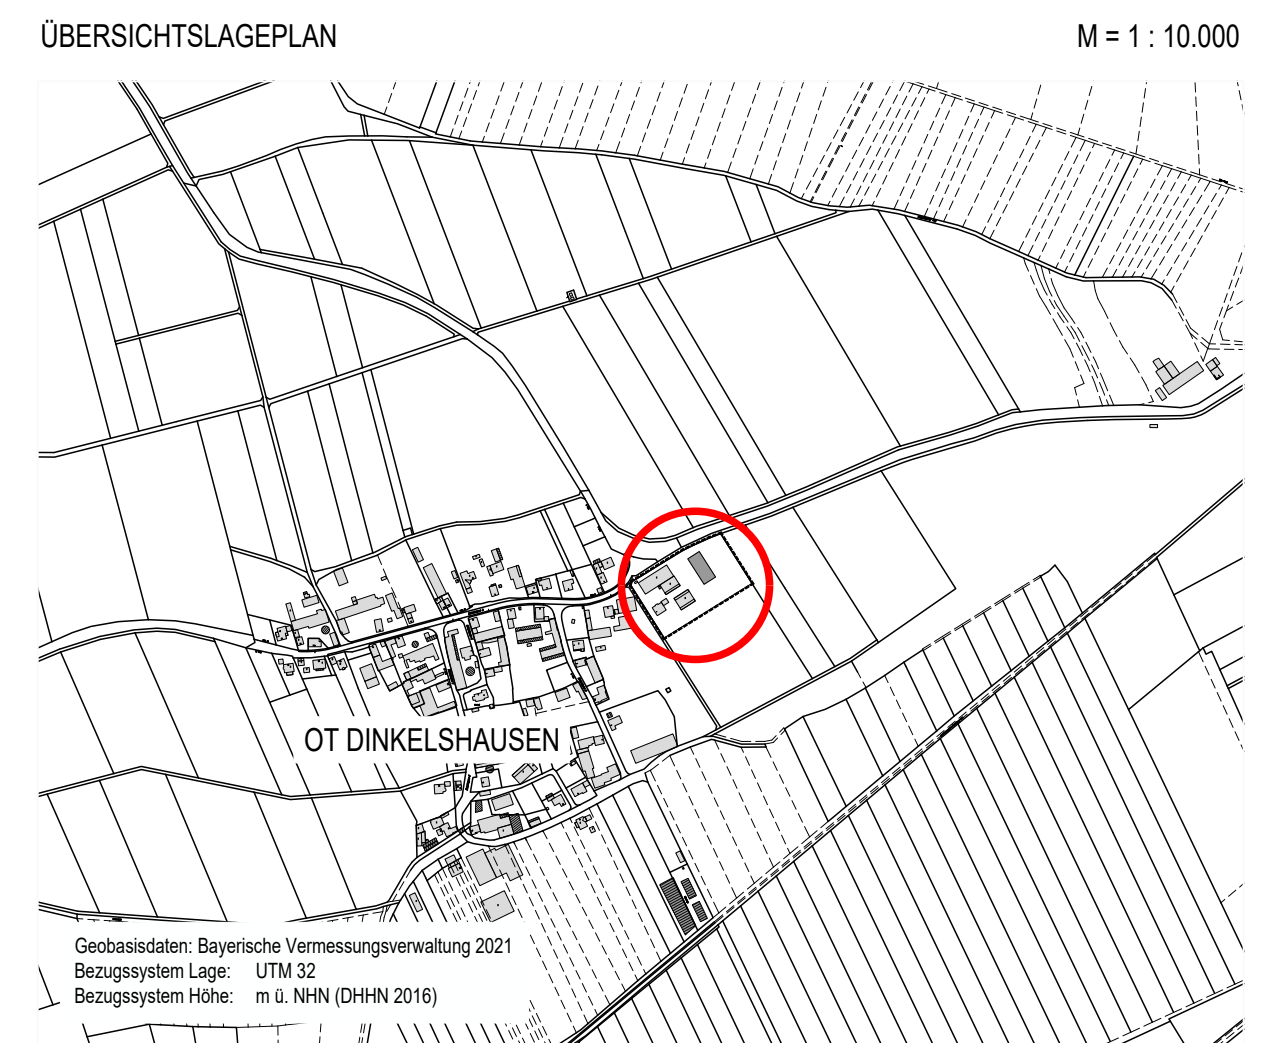 ÜBERSICHTSLAGEPLAN M = 1 : 10.000
OT DINKELSHAUSEN
Geobasisdaten: Bayerische Vermessungsverwaltung 2021
Bezugssystem Lage: UTM 32
Bezugssystem Höhe: m ü. NHN (DHHN 2016)